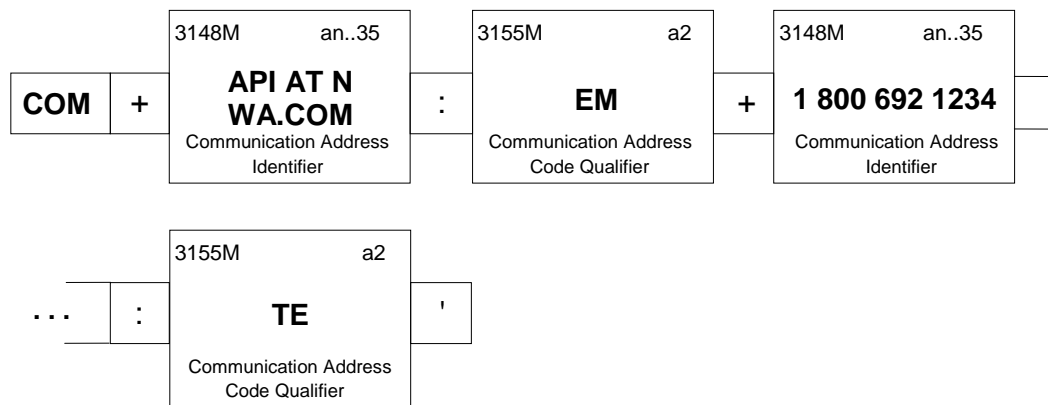 3148M an..35 3155M a2 3148M an..35
COM + API AT N : EM + 1 800 692 1234
WA.COM
Communication Address Communication Address Communication Address
Identifier Code Qualifier Identifier
3155M a2
... : TE '
Communication Address
Code Qualifier